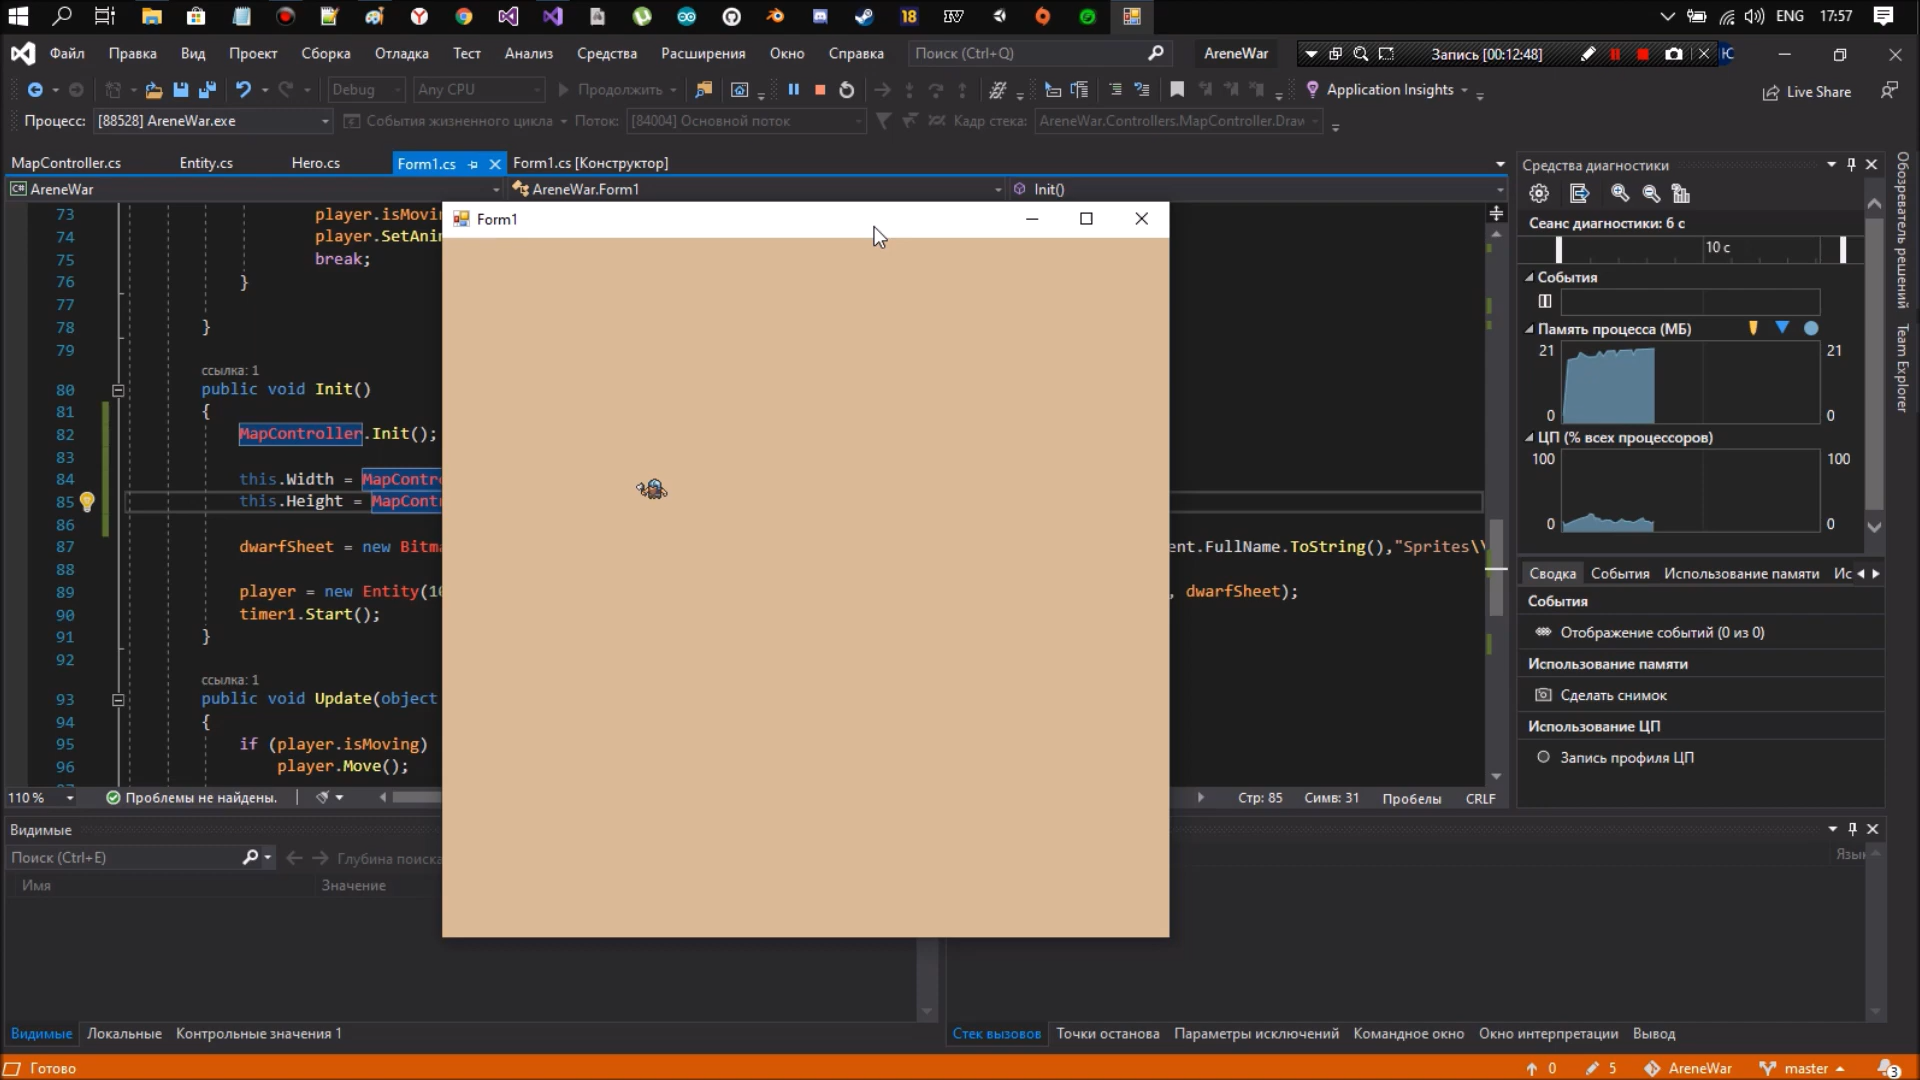 18
ENG
17:57
Файл
Правка
Вид
Проект
Сборка
Отладка
Тест
Анализ
Средства
Расширения
Окно
Справка
Поиск (Ctrl+Q)
AreneWar
Запись [00:12:48]
Debug
Any CPU
Продолжить
Application Insights
Live Share
Процесс:
[88528] AreneWar.exe
События жизненного цикла
Поток:
[84004] Основной поток
Кадр стека:
AreneWar.Controllers.MapController.Draw
MapController.cs
Entity.cs
Hero.cs
Form1.cs
Form1.cs [Конструктор]
C# AreneWar
AreneWar.Form1
Init()
Form1
73 player.isMovin
74 player.SetAnim
75 break;
76 }
77
78 }
79
ссылка: 1
80 public void Init()
81 {
82 MapController.Init();
83
84 this.Width = MapContro
85 this.Height = MapCont
86
87 dwarfSheet = new Bitma ent.FullName.ToString(),"Sprites\\
88
89 player = new Entity(10 , dwarfSheet);
90 timer1.Start();
91 }
92
ссылка: 1
93 public void Update(object
94 {
95 if (player.isMoving)
96 player.Move();
110 %
Проблемы не найдены.
Стр: 85
Симв: 31
Пробелы
CRLF
Средства диагностики
Сеанс диагностики: 6 с
10 с
События
Память процесса (МБ)
21
21
0
0
ЦП (% всех процессоров)
100
100
0
0
Сводка
События
Использование памяти
Ис
События
Отображение событий (0 из 0)
Использование памяти
Сделать снимок
Использование ЦП
Запись профиля ЦП
Обозреватель решений
Team Explorer
Видимые
Поиск (Ctrl+E)
Глубина поиска
Имя
Значение
Язык
Видимые
Локальные
Контрольные значения 1
Стек вызовов
Точки останова
Параметры исключений
Командное окно
Окно интерпретации
Вывод
Готово
0
5
AreneWar
master
3